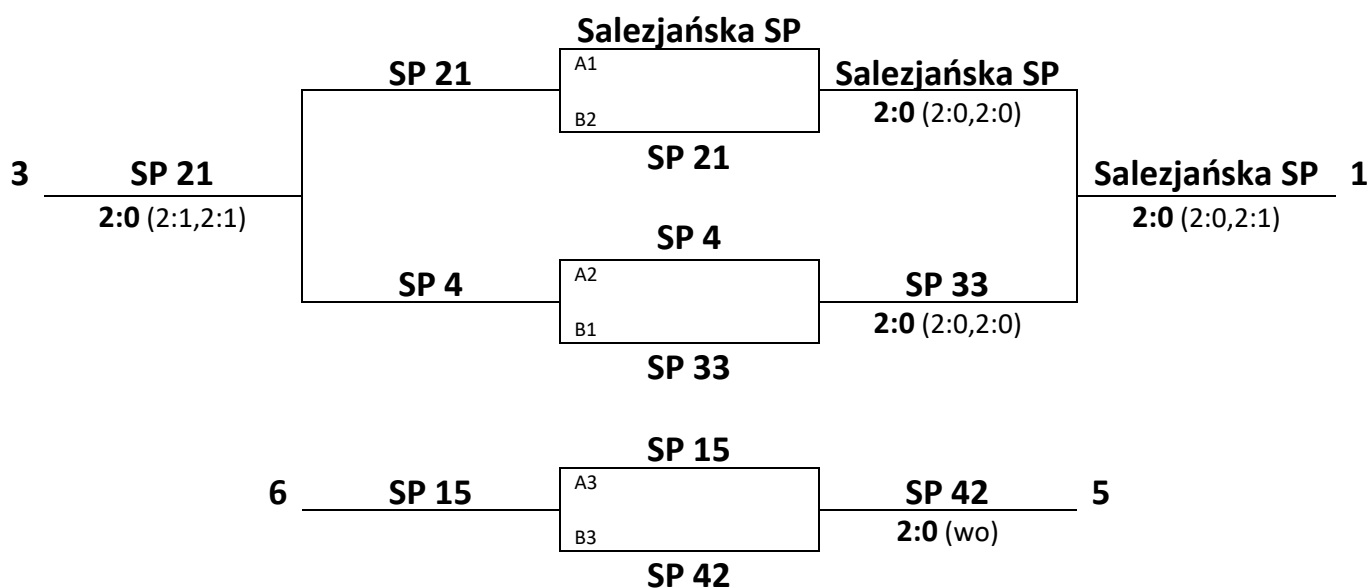 Salezjańska SP
SP 21 A1 Salezjańska SP
B2 2:0 (2:0,2:0)
SP 21
3 SP 21 Salezjańska SP 1
2:0 (2:1,2:1) 2:0 (2:0,2:1)
SP 4
SP 4 A2 SP 33
B1 2:0 (2:0,2:0)
SP 33
SP 15
6 SP 15 A3 SP 42 5
B3 2:0 (wo)
SP 42